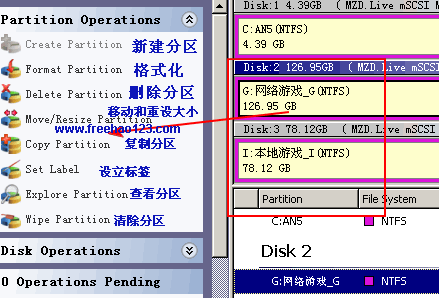 Partition Operations
Create Partition 新建分区
Format Partition 格式化
Delete Partition 删除分区
移动和重设大小
Move/Resize Partition
www.freehao123.com
Copy Partition 复制分区
Set Label 设立标签
Explore Partition 查看分区
Wipe Partition 清除分区
Disk Operations
0 Operations Pending
Disk:1 4.39GB (MZD.Live mSCSI M
C:AN5(NTFS)
4.39 GB
Disk:2 126.95GB (MZD.Live mSCSI
G:网络游戏_G(NTFS)
126.95 GB
Disk:3 78.12GB (MZD.Live mSCSI
I:本地游戏_I(NTFS)
78.12 GB
Partition File System
C:AN5 NTFS
Disk 2
G:网络游戏_G NTFS